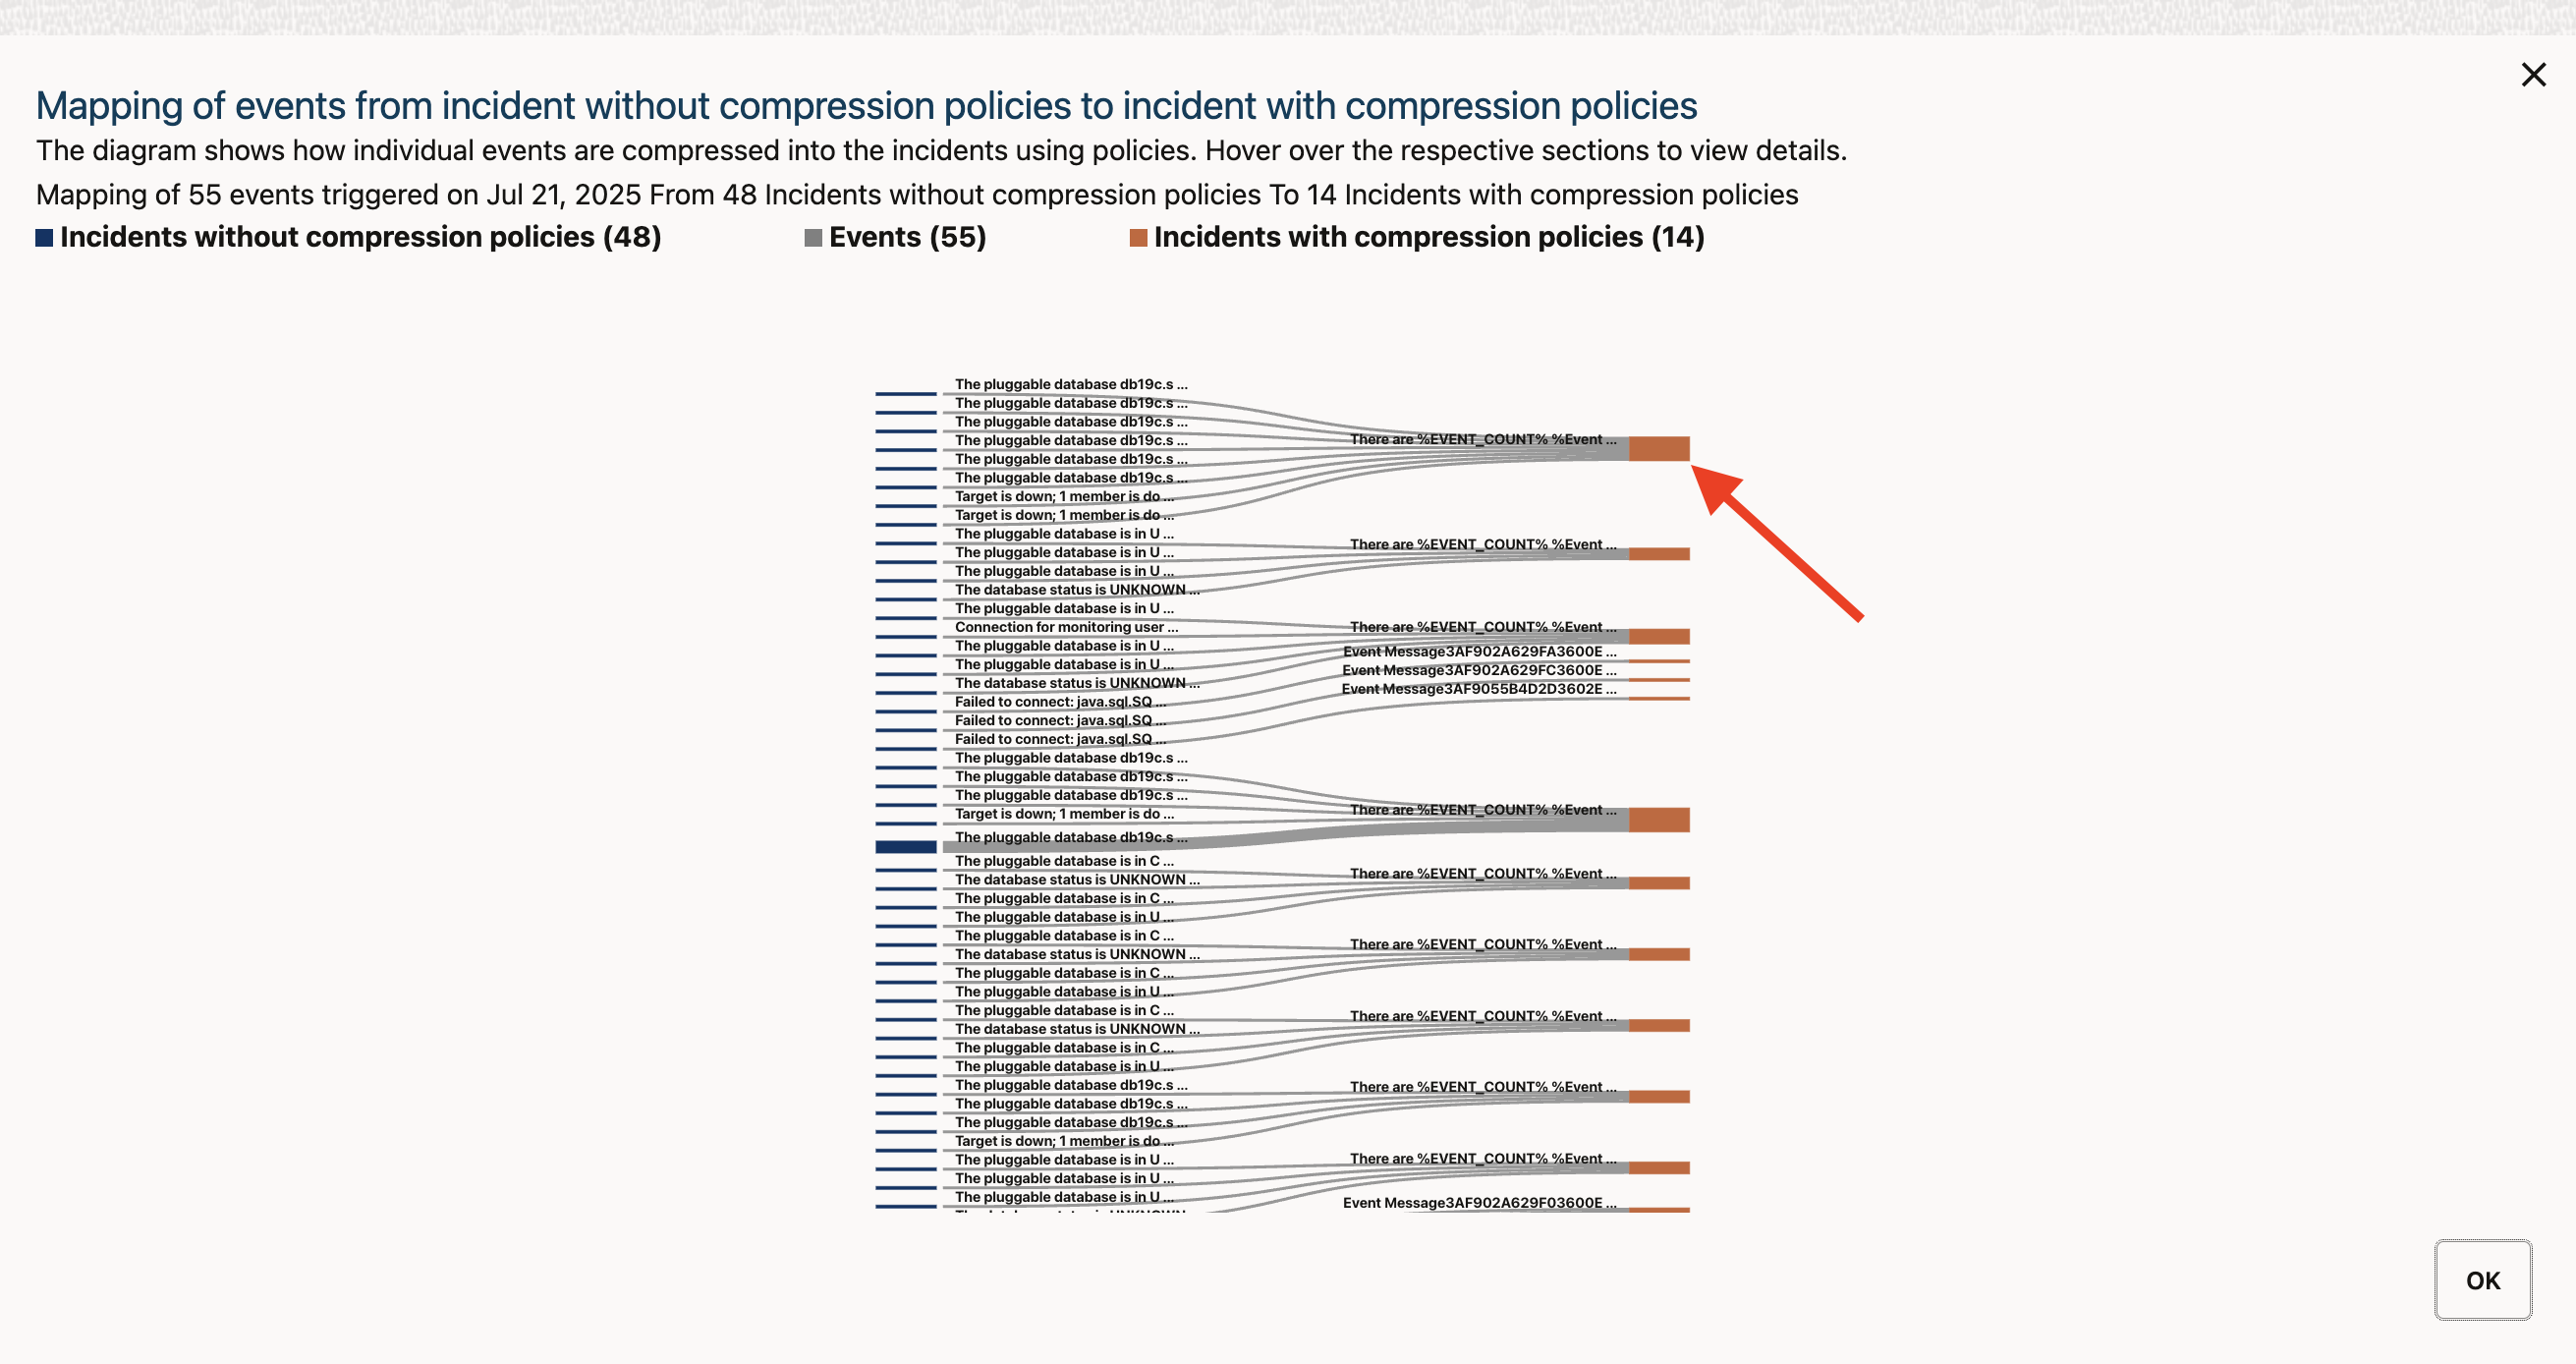 Mapping of events from incident without compression policies to incident with compression policies
The diagram shows how individual events are compressed into the incidents using policies. Hover over the respective sections to view details.
Mapping of 55 events triggered on Jul 21, 2025 From 48 Incidents without compression policies To 14 Incidents with compression policies
Incidents without compression policies (48)
Events (55)
Incidents with compression policies (14)
The pluggable database db19c.s ...
The pluggable database db19c.s ...
The pluggable database db19c.s ...
The pluggable database db19c.s ...
The pluggable database db19c.s ...
The pluggable database db19c.s ...
Target is down; 1 member is do ...
Target is down; 1 member is do ...
The pluggable database is in U ...
The pluggable database is in U ...
The pluggable database is in U ...
The database status is UNKNOWN ...
The pluggable database is in U ...
Connection for monitoring user ...
The pluggable database is in U ...
The pluggable database is in U ...
The database status is UNKNOWN ...
Failed to connect: java.sql.SQ ...
Failed to connect: java.sql.SQ ...
Failed to connect: java.sql.SQ ...
The pluggable database db19c.s ...
The pluggable database db19c.s ...
The pluggable database db19c.s ...
Target is down; 1 member is do ...
The pluggable database db19c.s ...
The pluggable database is in C ...
The database status is UNKNOWN ...
The pluggable database is in C ...
The pluggable database is in U ...
The pluggable database is in C ...
The database status is UNKNOWN ...
The pluggable database is in C ...
The pluggable database is in U ...
The pluggable database is in C ...
The database status is UNKNOWN ...
The pluggable database is in C ...
The pluggable database is in U ...
The pluggable database db19c.s ...
The pluggable database db19c.s ...
The pluggable database db19c.s ...
Target is down; 1 member is do ...
The pluggable database is in U ...
The pluggable database is in U ...
The pluggable database is in U ...
There are %EVENT_COUNT% %Event ...
There are %EVENT_COUNT% %Event ...
There are %EVENT_COUNT% %Event ...
Event Message3AF902A629FA3600E ...
Event Message3AF902A629FC3600E ...
Event Message3AF9055B4D2D3602E ...
There are %EVENT_COUNT% %Event ...
There are %EVENT_COUNT% %Event ...
There are %EVENT_COUNT% %Event ...
There are %EVENT_COUNT% %Event ...
There are %EVENT_COUNT% %Event ...
There are %EVENT_COUNT% %Event ...
Event Message3AF902A629F03600E ...
OK